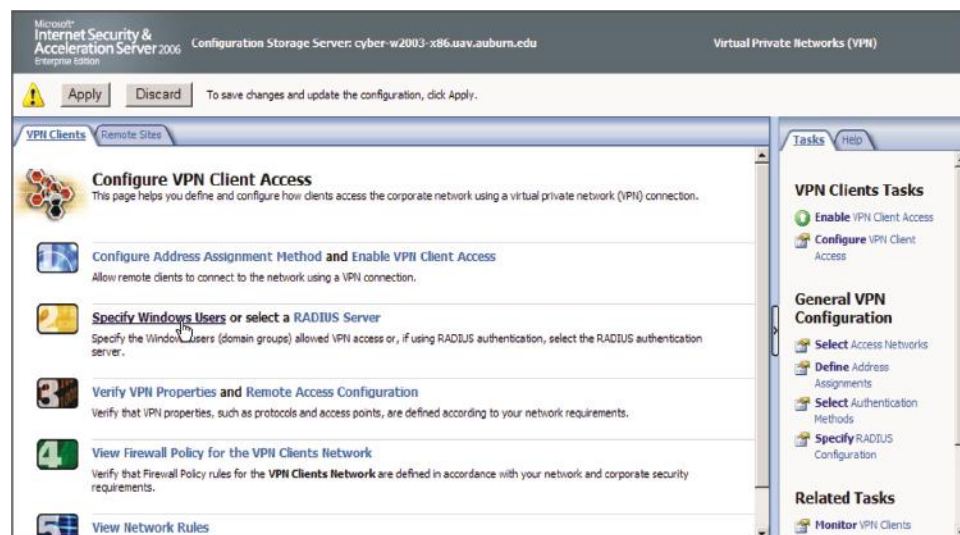 Microsoft®
Internet Security &
Acceleration Server 2006
Enterprise Edition
Configuration Storage Server: cyber-w2003-x86.uav.auburn.edu
Virtual Private Networks (VPN)
Apply
Discard
To save changes and update the configuration, click Apply.
VPN Clients
Remote Sites
Configure VPN Client Access
This page helps you define and configure how clients access the corporate network using a virtual private network (VPN) connection.
1
Configure Address Assignment Method and Enable VPN Client Access
Allow remote clients to connect to the network using a VPN connection.
2
Specify Windows Users or select a RADIUS Server
Specify the Windows users (domain groups) allowed VPN access or, if using RADIUS authentication, select the RADIUS authentication
server.
3
Verify VPN Properties and Remote Access Configuration
Verify that VPN properties, such as protocols and access points, are defined according to your network requirements.
4
View Firewall Policy for the VPN Clients Network
Verify that Firewall Policy rules for the VPN Clients Network are defined in accordance with your network and corporate security
requirements.
5
View Network Rules
Tasks
Help
VPN Clients Tasks
Enable VPN Client Access
Configure VPN Client
Access
General VPN
Configuration
Select Access Networks
Define Address
Assignments
Select Authentication
Methods
Specify RADIUS
Configuration
Related Tasks
Monitor VPN Clients